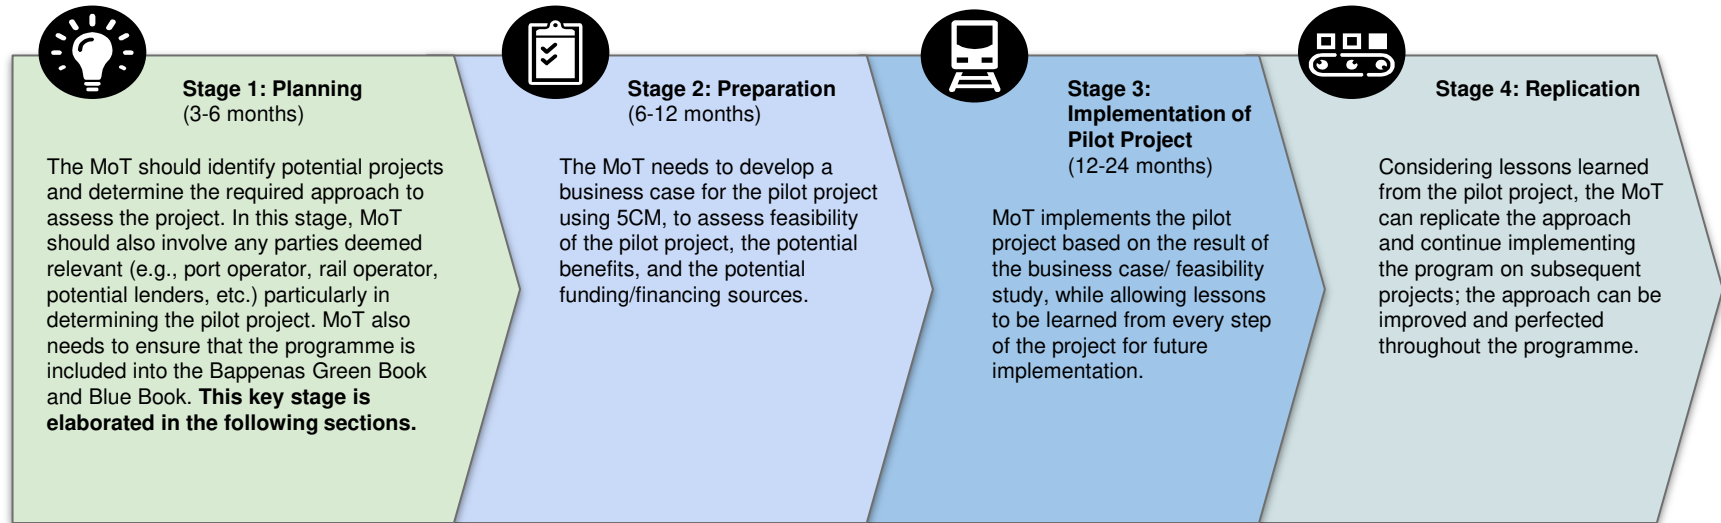 Stage 1: Planning
(3-6 months)
The MoT should identify potential projects
and determine the required approach to
assess the project. In this stage, MoT
should also involve any parties deemed
relevant (e.g., port operator, rail operator,
potential lenders, etc.) particularly in
determining the pilot project. MoT also
needs to ensure that the programme is
included into the Bappenas Green Book
and Blue Book. This key stage is
elaborated in the following sections.
Stage 2: Preparation
(6-12 months)
The MoT needs to develop a
business case for the pilot project
using 5CM, to assess feasibility
of the pilot project, the potential
benefits, and the potential
funding/financing sources.
Stage 3:
Implementation of
Pilot Project
(12-24 months)
MoT implements the pilot
project based on the result of
the business case/ feasibility
study, while allowing lessons
to be learned from every step
of the project for future
implementation.
Stage 4: Replication
Considering lessons learned
from the pilot project, the MoT
can replicate the approach
and continue implementing
the program on subsequent
projects; the approach can be
improved and perfected
throughout the programme.